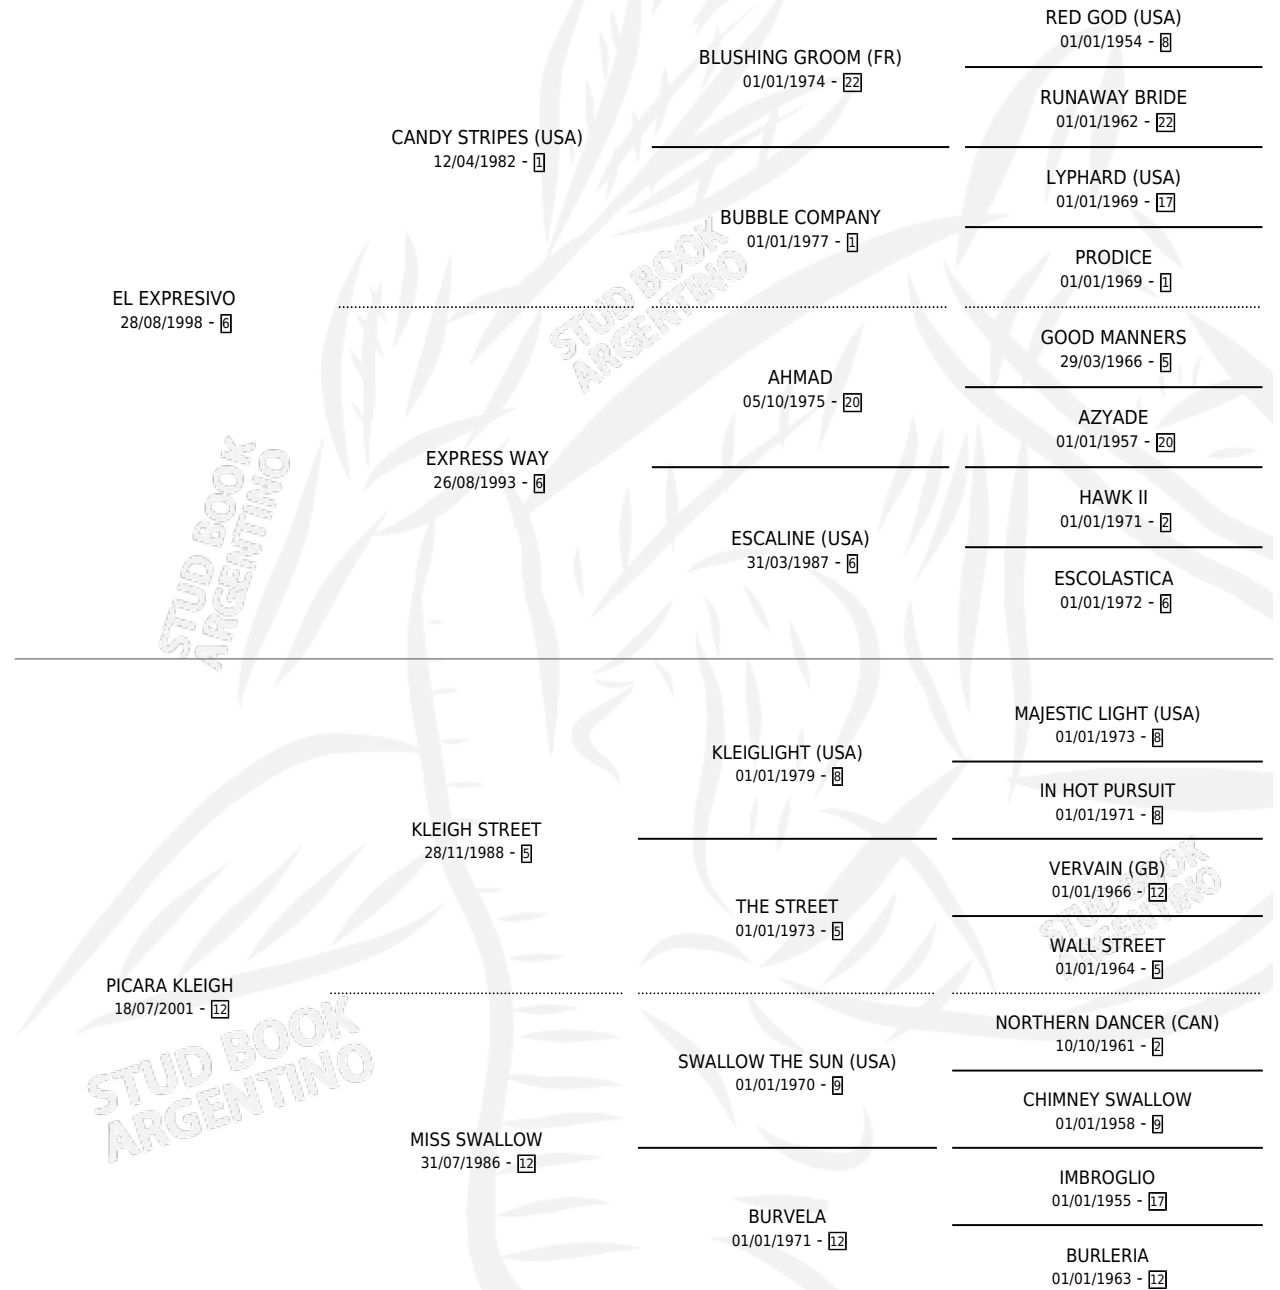 RED GOD (USA)
01/01/1954 - 8
BLUSHING GROOM (FR)
01/01/1974 - 22
RUNAWAY BRIDE
01/01/1962 - 22
CANDY STRIPES (USA)
12/04/1982 - 1
LYPHARD (USA)
01/01/1969 - 17
BUBBLE COMPANY
01/01/1977 - 1
PRODICE
01/01/1969 - 1
EL EXPRESIVO
28/08/1998 - 6
STUD BOOK
ARGENTINO
GOOD MANNERS
29/03/1966 - 5
AHMAD
05/10/1975 - 20
AZYADE
01/01/1957 - 20
EXPRESS WAY
26/08/1993 - 6
HAWK II
01/01/1971 - 2
ESCALINE (USA)
31/03/1987 - 6
ESCOLASTICA
01/01/1972 - 6
STUD BOOK
ARGENTINO
MAJESTIC LIGHT (USA)
01/01/1973 - 8
KLEIGLIGHT (USA)
01/01/1979 - 8
IN HOT PURSUIT
01/01/1971 - 8
KLEIGH STREET
28/11/1988 - 5
VERVAIN (GB)
01/01/1966 - 12
THE STREET
01/01/1973 - 5
STUD BOOK
ARGENTINO
WALL STREET
01/01/1964 - 5
PICARA KLEIGH
18/07/2001 - 12
NORTHERN DANCER (CAN)
10/10/1961 - 2
SWALLOW THE SUN (USA)
01/01/1970 - 9
STUD BOOK
ARGENTINO
CHIMNEY SWALLOW
01/01/1958 - 9
MISS SWALLOW
31/07/1986 - 12
IMBROGLIO
01/01/1955 - 17
BURVELA
01/01/1971 - 12
BURLERIA
01/01/1963 - 12